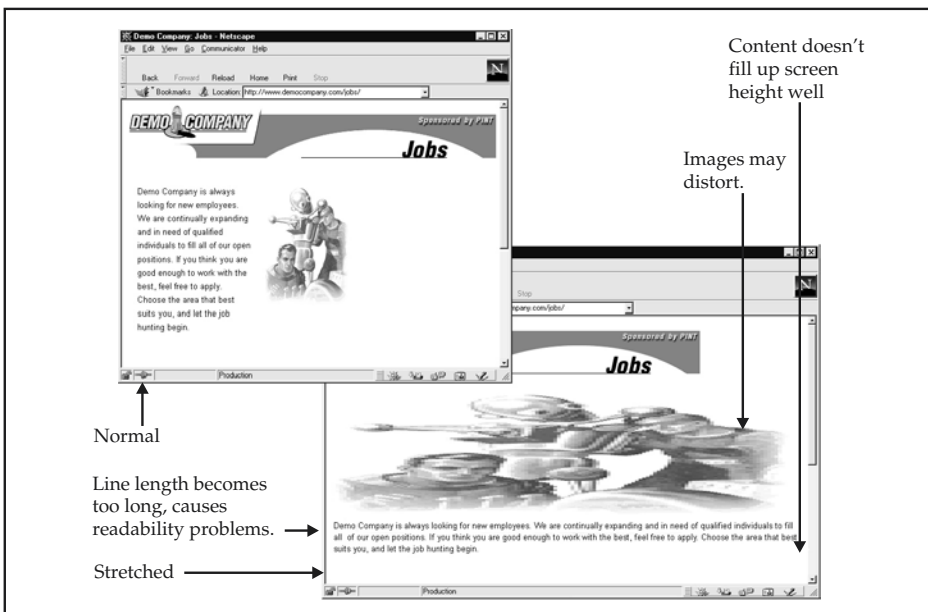 Demo Company: Jobs - Netscape
File Edit View Go Communicator Help
Back Forward Reload Home Print Stop
N
Bookmarks Location: http://www.democompany.com/jobs/
DEMO COMPANY
Sponsored by PINT
Jobs
Demo Company is always
looking for new employees.
We are continually expanding
and in need of qualified
individuals to fill all of our open
positions. If you think you are
good enough to work with the
best, feel free to apply.
Choose the area that best
suits you, and let the job
hunting begin.
Production
Content doesn't
fill up screen
height well
Images may
distort.
Stop
N
mpany.com/jobs/
Sponsored by PINT
Jobs
Normal
Line length becomes
too long, causes
readability problems.
Stretched
Demo Company is always looking for new employees. We are continually expanding and in need of qualified individuals to fill
all of our open positions. If you think you are good enough to work with the best, feel free to apply. Choose the area that best
suits you, and let the job hunting begin.
Production